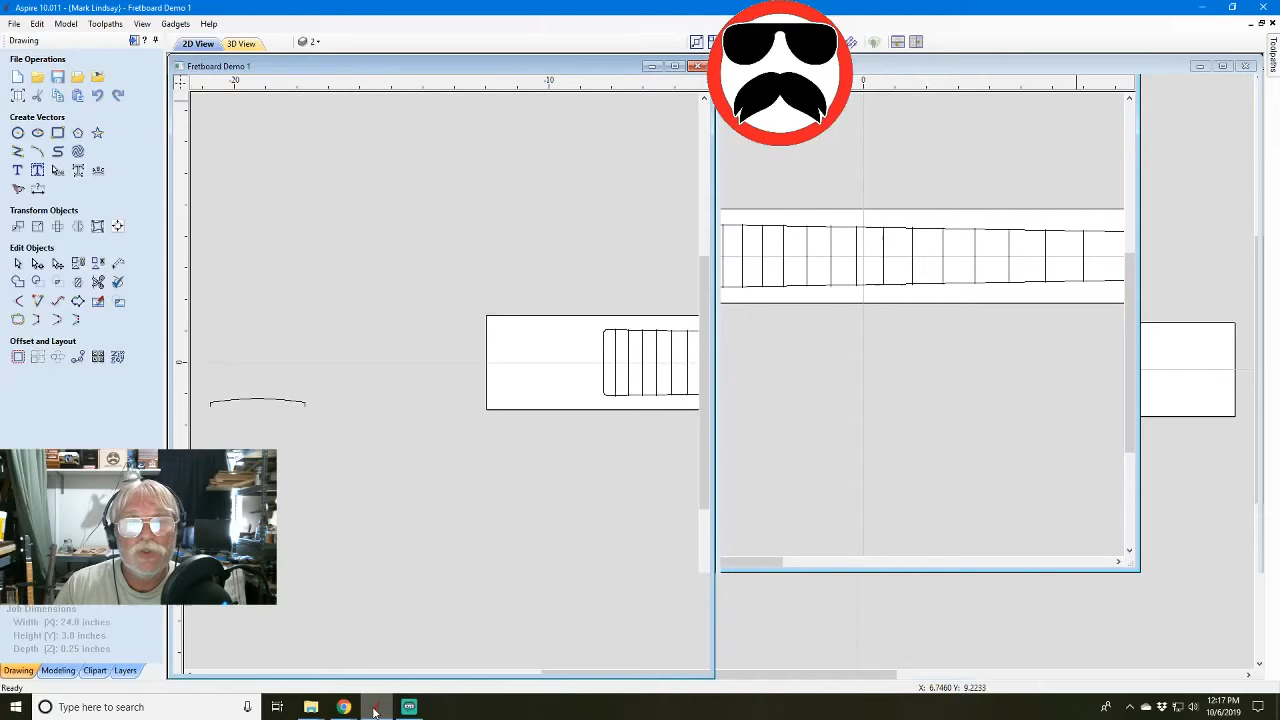 Aspire 10.011 - {Mark Lindsay} - Fretboard Demo 1
File Edit Model Toolpaths View Gadgets Help
Drawing
2D View 3D View 2
File Operations
Create Vectors
Transform Objects
Edit Objects
Offset and Layout
Fretboard Demo 1
-20 -10 0
Toolpaths
Job Dimensions
Width (X): 24.0 inches
Height (Y): 3.0 inches
Depth (Z): 0.25 inches
Drawing Modeling Clipart Layers
Ready
X: 6.7460 Y: 9.2233
Type here to search
12:17 PM
10/6/2019